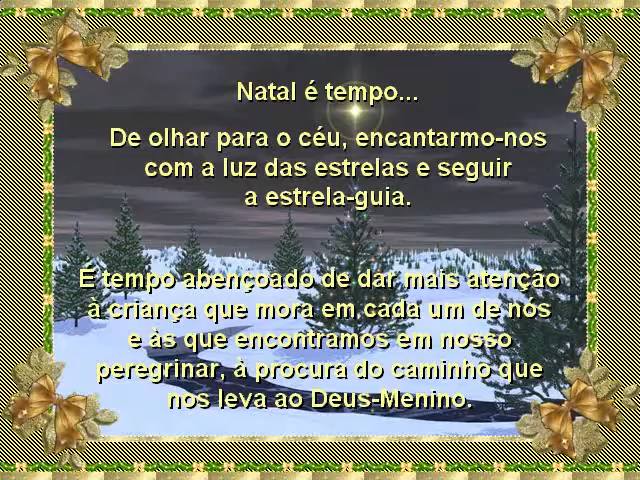 Natal é tempo...
De olhar para o céu, encantarmo-nos
com a luz das estrelas e seguir
a estrela-guia.
É tempo abençoado de dar mais atenção
à criança que mora em cada um de nós
e às que encontramos em nosso
peregrinar, à procura do caminho que
nos leva ao Deus-Menino.